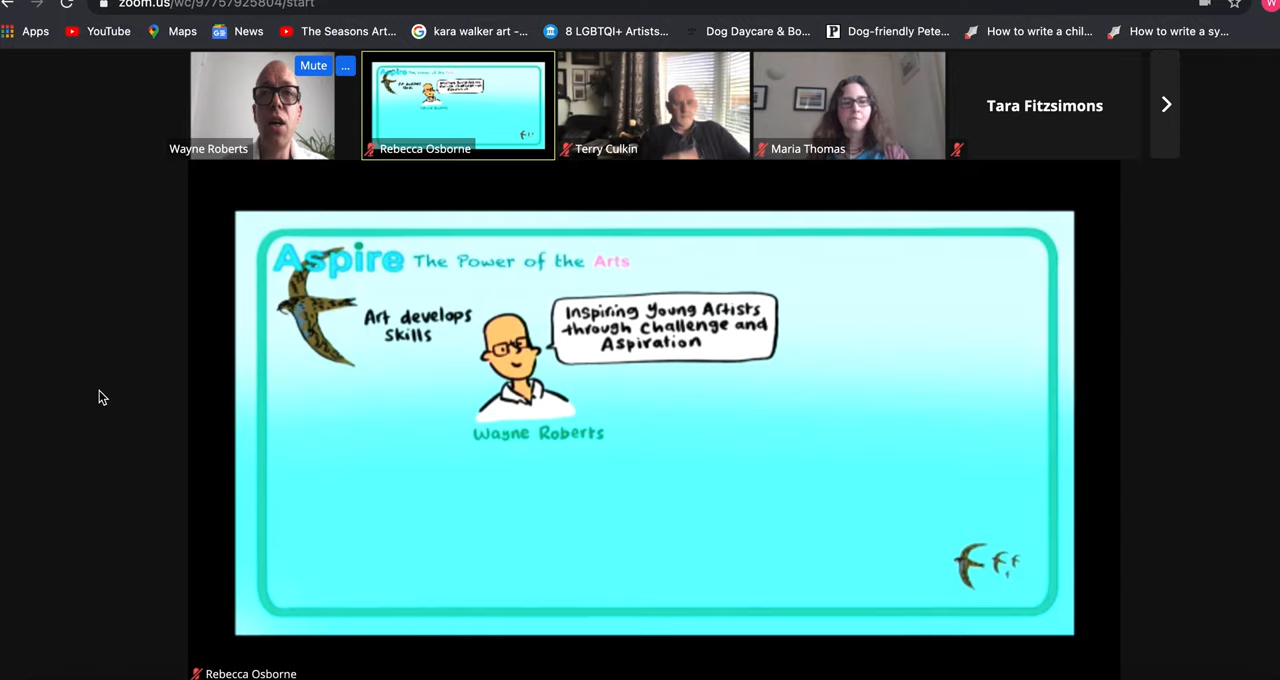 zoom.us/wc/97757925804/start
Apps
YouTube
Maps
News
The Seasons Art...
kara walker art -...
8 LGBTQI+ Artists...
Dog Daycare & Bo...
Dog-friendly Pete...
How to write a chil...
How to write a sy...
Mute
...
Wayne Roberts
Rebecca Osborne
Terry Culkin
Maria Thomas
Tara Fitzsimons
Aspire The Power of the Arts
Art develops
skills
Inspiring Young Artists
through Challenge and
Aspiration
Wayne Roberts
Rebecca Osborne